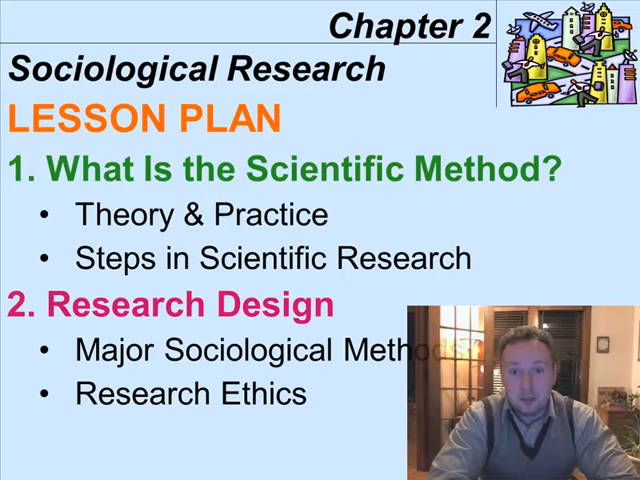 Chapter 2
Sociological Research
LESSON PLAN
1. What Is the Scientific Method?
• Theory & Practice
• Steps in Scientific Research
2. Research Design
• Major Sociological Methods
• Research Ethics